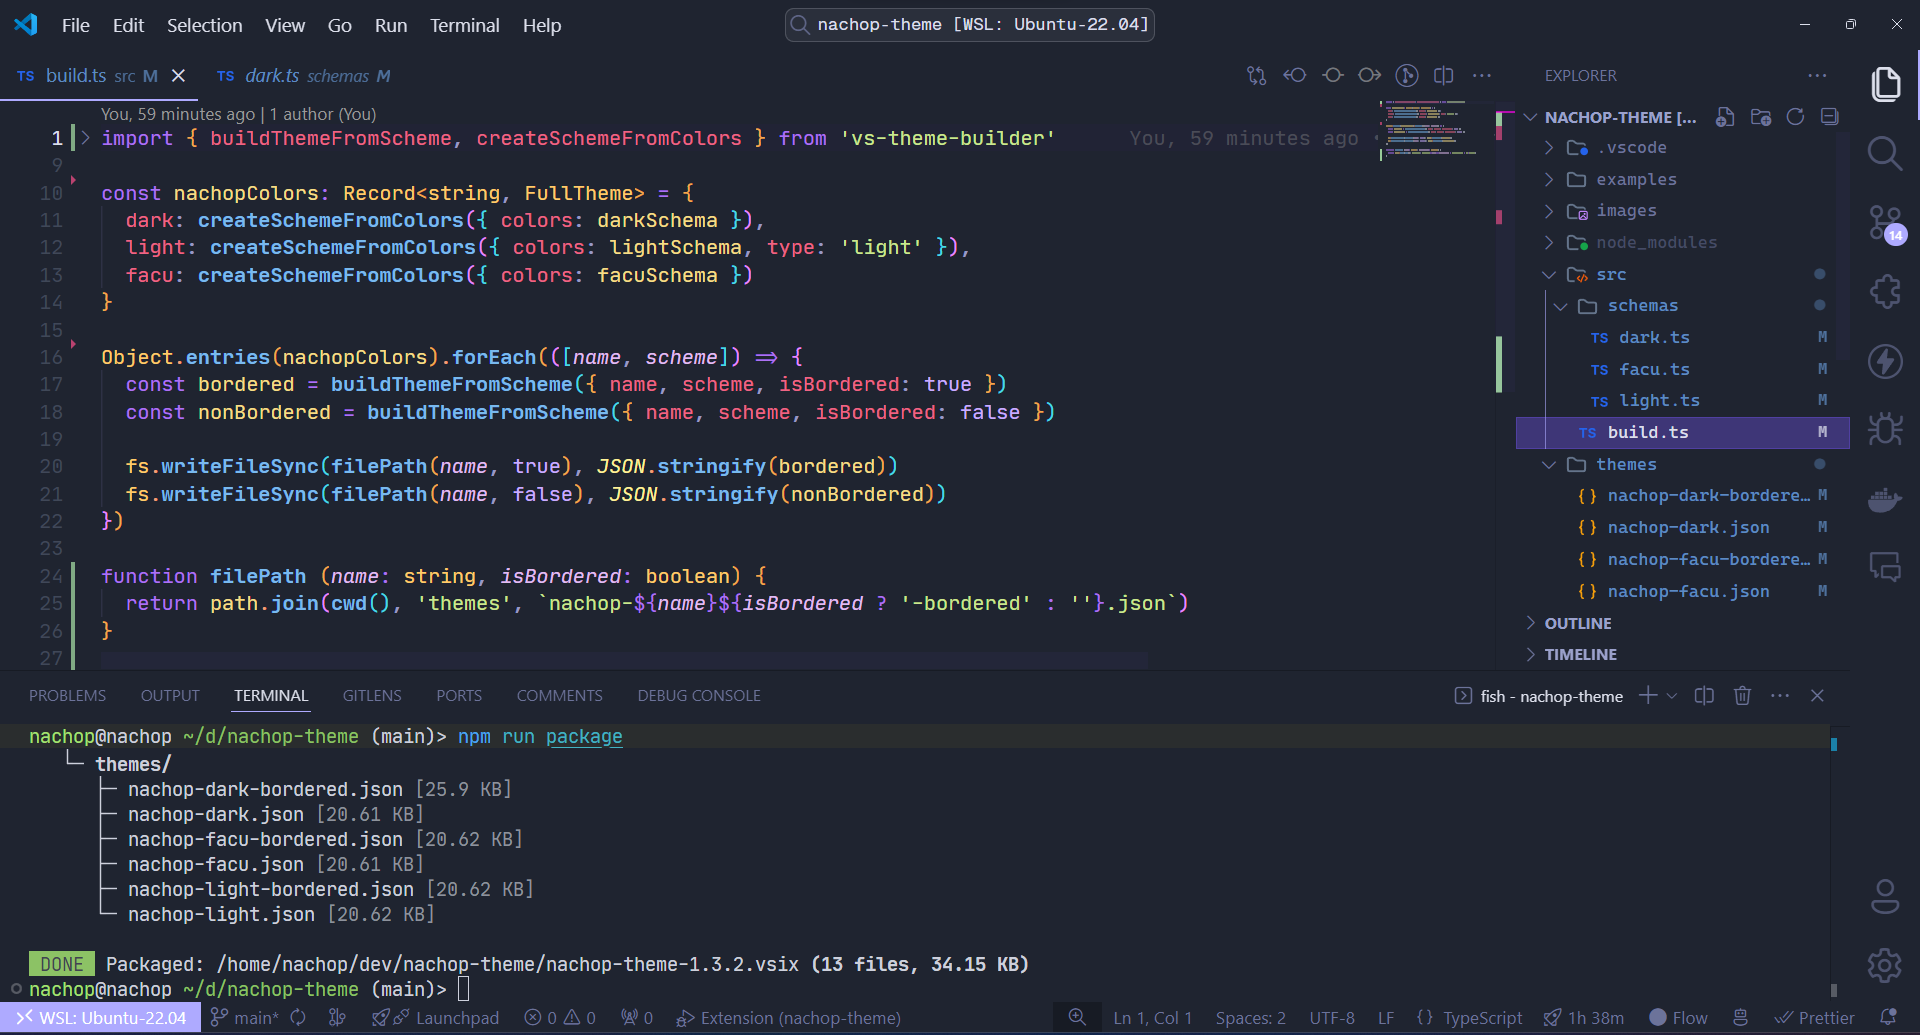 File Edit Selection View Go Run Terminal Help
nachop-theme [WSL: Ubuntu-22.04]
TS build.ts src M
TS dark.ts schemas M
You, 59 minutes ago | 1 author (You)
1 import { buildThemeFromScheme, createSchemeFromColors } from 'vs-theme-builder' You, 59 minutes ago
9
10 const nachopColors: Record<string, FullTheme> = {
11 dark: createSchemeFromColors({ colors: darkSchema }),
12 light: createSchemeFromColors({ colors: lightSchema, type: 'light' }),
13 facu: createSchemeFromColors({ colors: facuSchema })
14 }
15
16 Object.entries(nachopColors).forEach(([name, scheme]) => {
17 const bordered = buildThemeFromScheme({ name, scheme, isBordered: true })
18 const nonBordered = buildThemeFromScheme({ name, scheme, isBordered: false })
19
20 fs.writeFileSync(filePath(name, true), JSON.stringify(bordered))
21 fs.writeFileSync(filePath(name, false), JSON.stringify(nonBordered))
22 })
23
24 function filePath (name: string, isBordered: boolean) {
25 return path.join(cwd(), 'themes', `nachop-${name}${isBordered ? '-bordered' : ''}.json`)
26 }
27
EXPLORER
NACHOP-THEME [...
.vscode
examples
images
node_modules
src
schemas
TS dark.ts M
TS facu.ts M
TS light.ts M
TS build.ts M
themes
{} nachop-dark-bordere... M
{} nachop-dark.json M
{} nachop-facu-bordere... M
{} nachop-facu.json M
OUTLINE
TIMELINE
14
PROBLEMS OUTPUT TERMINAL GITLENS PORTS COMMENTS DEBUG CONSOLE
fish - nachop-theme
nachop@nachop ~/d/nachop-theme (main)> npm run package
└─ themes/
├─ nachop-dark-bordered.json [25.9 KB]
├─ nachop-dark.json [20.61 KB]
├─ nachop-facu-bordered.json [20.62 KB]
├─ nachop-facu.json [20.61 KB]
├─ nachop-light-bordered.json [20.62 KB]
└─ nachop-light.json [20.62 KB]
DONE Packaged: /home/nachop/dev/nachop-theme/nachop-theme-1.3.2.vsix (13 files, 34.15 KB)
nachop@nachop ~/d/nachop-theme (main)>
WSL: Ubuntu-22.04 main* Launchpad 0 0 0 Extension (nachop-theme) Ln 1, Col 1 Spaces: 2 UTF-8 LF {} TypeScript 1h 38m Flow Prettier